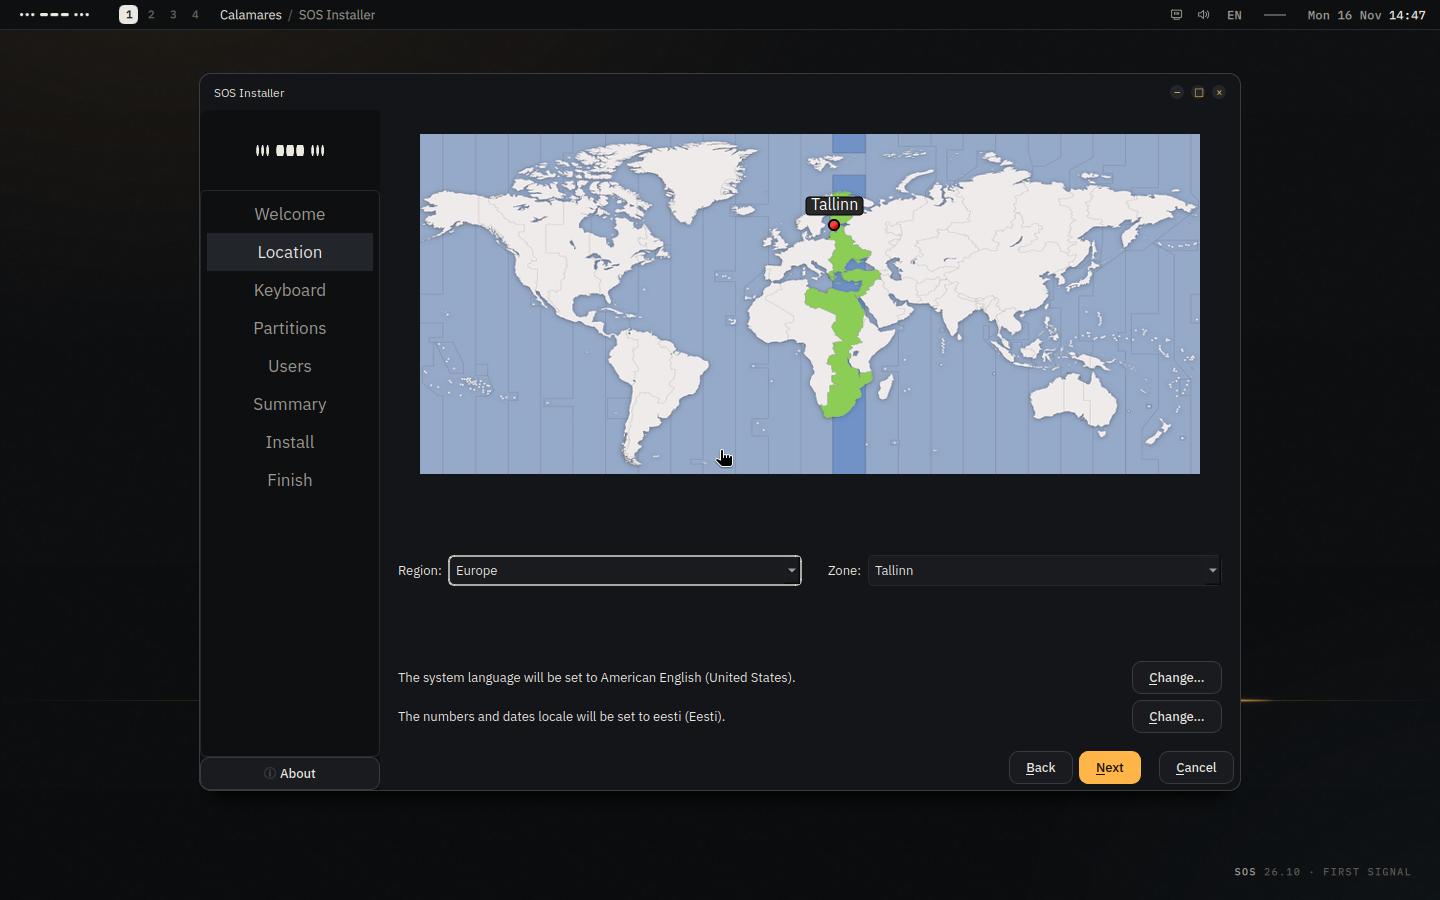 1 2 3 4 Calamares / SOS Installer EN Mon 16 Nov 14:47
SOS Installer
Welcome
Location
Keyboard
Partitions
Users
Summary
Install
Finish
About
Tallinn
Region: Europe Zone: Tallinn
The system language will be set to American English (United States). Change...
The numbers and dates locale will be set to eesti (Eesti). Change...
Back Next Cancel
SOS 26.10 · FIRST SIGNAL